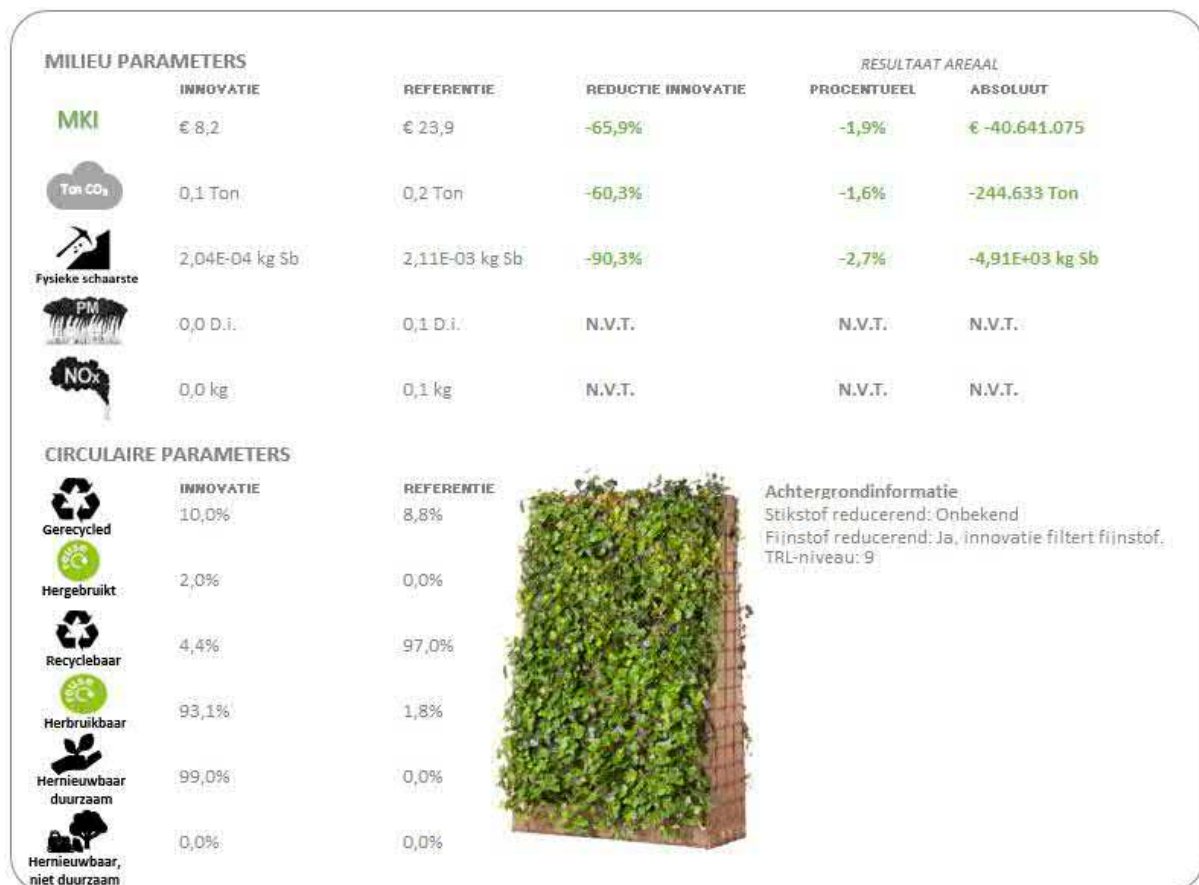 MILIEU PARAMETERS
RESULTAAT AREAAL
INNOVATIE REFERENTIE REDUCTIE INNOVATIE PROCENTUEEL ABSOLUUT
MKI € 8,2 € 23,9 -65,9% -1,9% € -40.641.075
Ton CO₂ 0,1 Ton 0,2 Ton -60,3% -1,6% -244.633 Ton
2,04E-04 kg Sb 2,11E-03 kg Sb -90,3% -2,7% -4,91E+03 kg Sb
Fysieke schaarste
PM 0,0 D.i. 0,1 D.i. N.V.T. N.V.T. N.V.T.
NOx 0,0 kg 0,1 kg N.V.T. N.V.T. N.V.T.
CIRCULAIRE PARAMETERS
INNOVATIE REFERENTIE
10,0% 8,8%
Gerecycled
reuse
2,0% 0,0%
Hergebruikt
4,4% 97,0%
Recyclebaar
reuse
93,1% 1,8%
Herbruikbaar
99,0% 0,0%
Hernieuwbaar
duurzaam
0,0% 0,0%
Hernieuwbaar,
niet duurzaam
Achtergrondinformatie
Stikstof reducerend: Onbekend
Fijnstof reducerend: Ja, innovatie filtert fijnstof.
TRL-niveau: 9